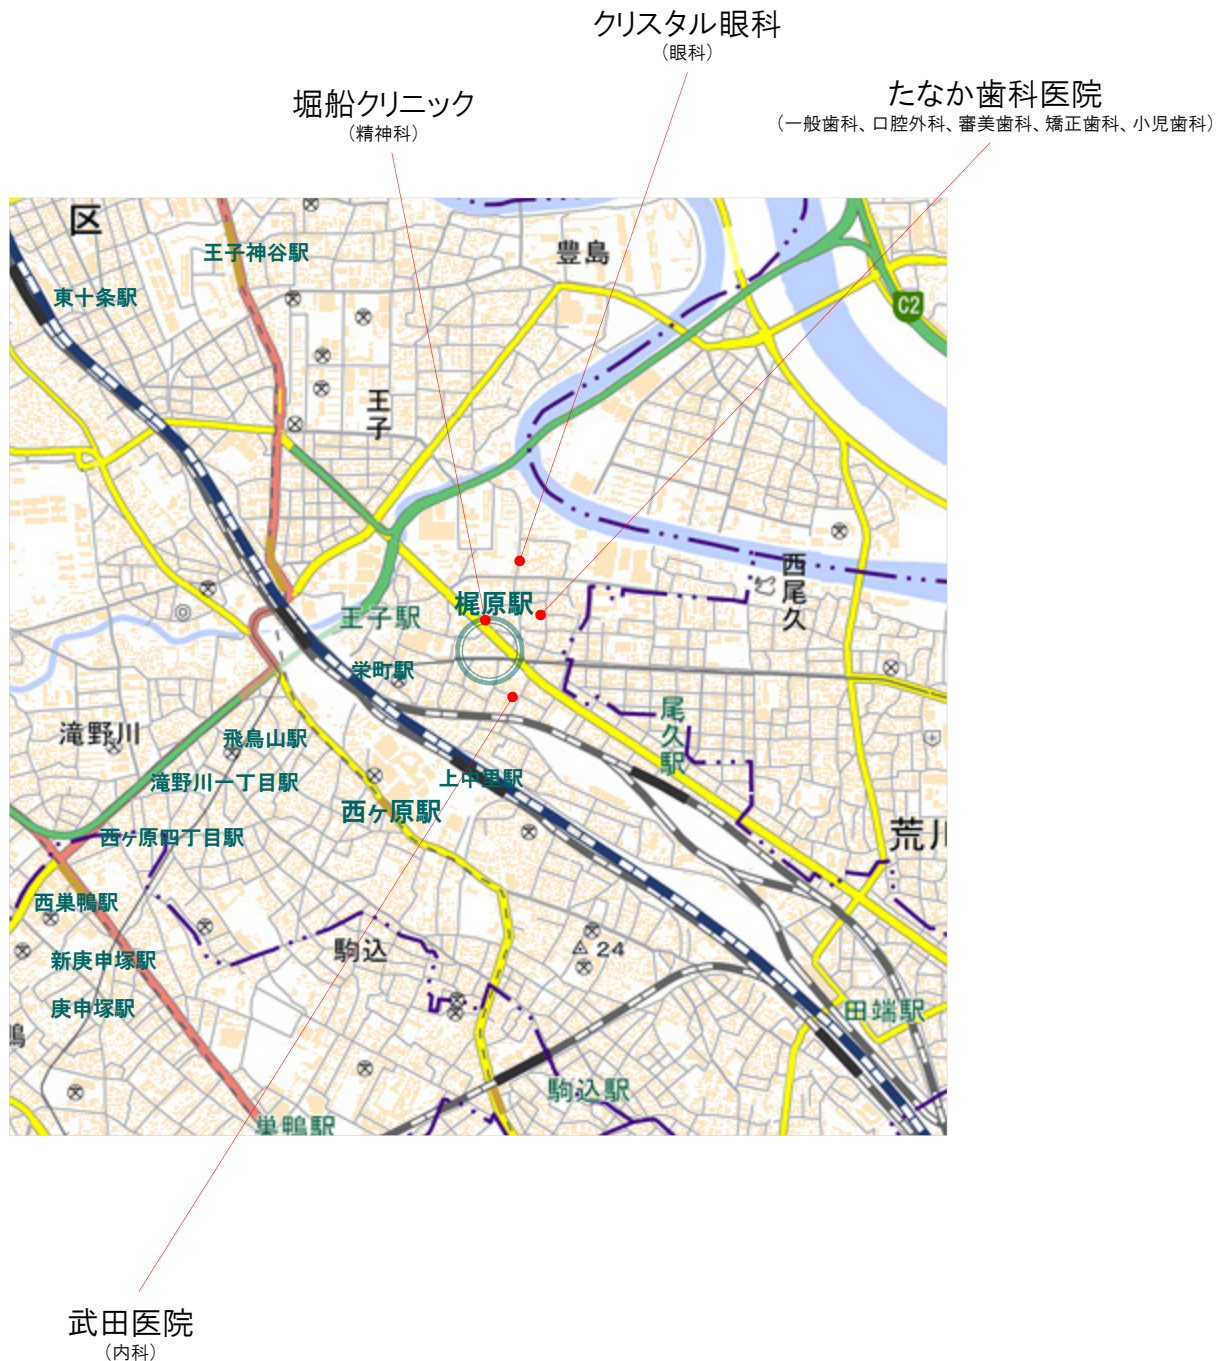 クリスタル眼科
（眼科）
堀船クリニック
（精神科）
たなか歯科医院
（一般歯科、口腔外科、審美歯科、矯正歯科、小児歯科）
区
王子神谷駅
豊島
東十条駅
C2
王子
西尾久
梶原駅
王子駅
栄町駅
尾久駅
滝野川
飛鳥山駅
上中里駅
滝野川一丁目駅
西ヶ原駅
西ヶ原四丁目駅
荒川
西巣鴨駅
駒込
24
新庚申塚駅
庚申塚駅
田端駅
鴨
駒込駅
巣鴨駅
武田医院
（内科）